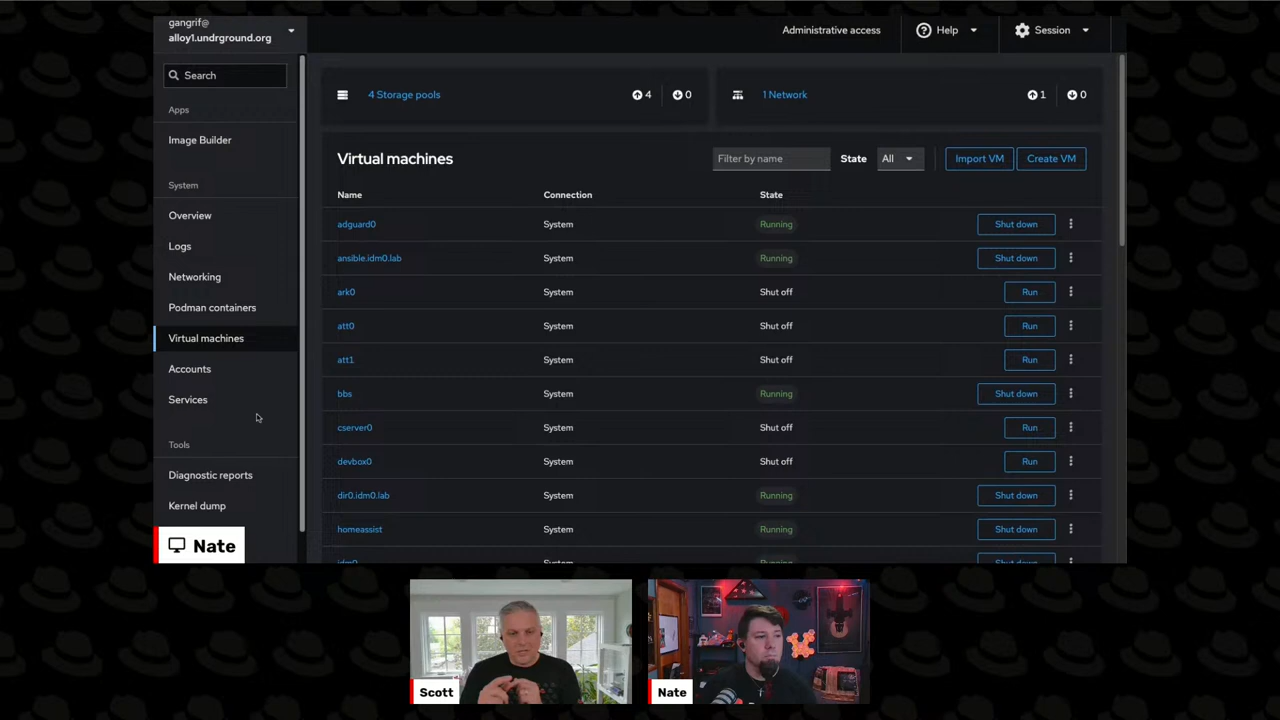 gangrif@
alloy1.undrground.org
Administrative access
Help
Session
Search
Apps
Image Builder
System
Overview
Logs
Networking
Podman containers
Virtual machines
Accounts
Services
Tools
Diagnostic reports
Kernel dump
4 Storage pools 4 0
1 Network 1 0
Virtual machines Filter by name State All Import VM Create VM
Name Connection State
adguard0 System Running Shut down
ansible.idm0.lab System Running Shut down
ark0 System Shut off Run
att0 System Shut off Run
att1 System Shut off Run
bbs System Running Shut down
cserver0 System Shut off Run
devbox0 System Shut off Run
dir0.idm0.lab System Running Shut down
homeassist System Running Shut down
Nate
Scott
Nate